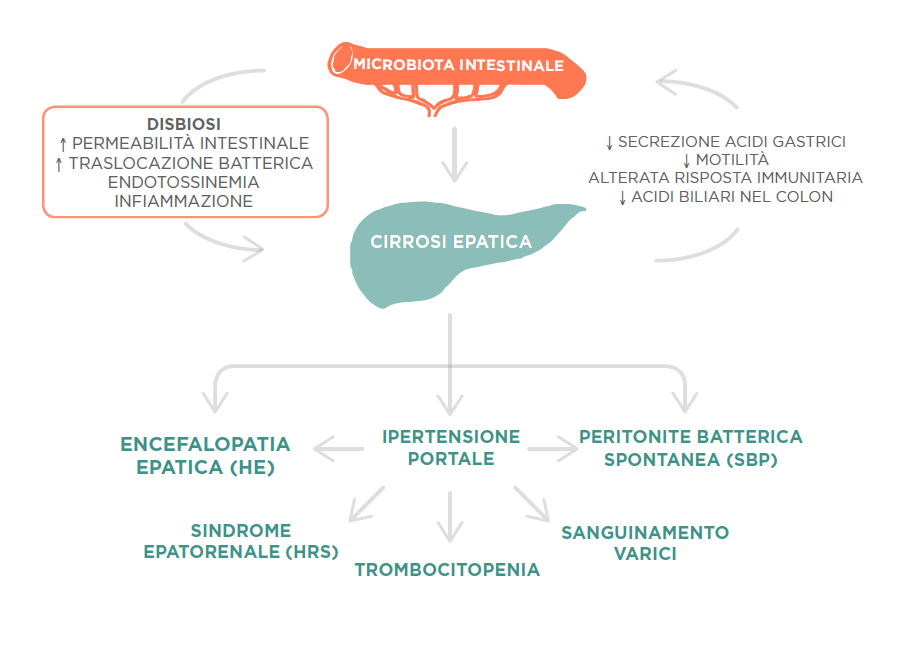 MICROBIOTA INTESTINALE
DISBIOSI
↑ PERMEABILITÀ INTESTINALE
↑ TRASLOCAZIONE BATTERICA
ENDOTOSSINEMIA
INFIAMMAZIONE
↓ SECREZIONE ACIDI GASTRICI
↓ MOTILITÀ
ALTERATA RISPOSTA IMMUNITARIA
↓ ACIDI BILIARI NEL COLON
CIRROSI EPATICA
ENCEFALOPATIA
EPATICA (HE)
IPERTENSIONE
PORTALE
PERITONITE BATTERICA
SPONTANEA (SBP)
SINDROME
EPATORENALE (HRS)
TROMBOCITOPENIA
SANGUINAMENTO
VARICI